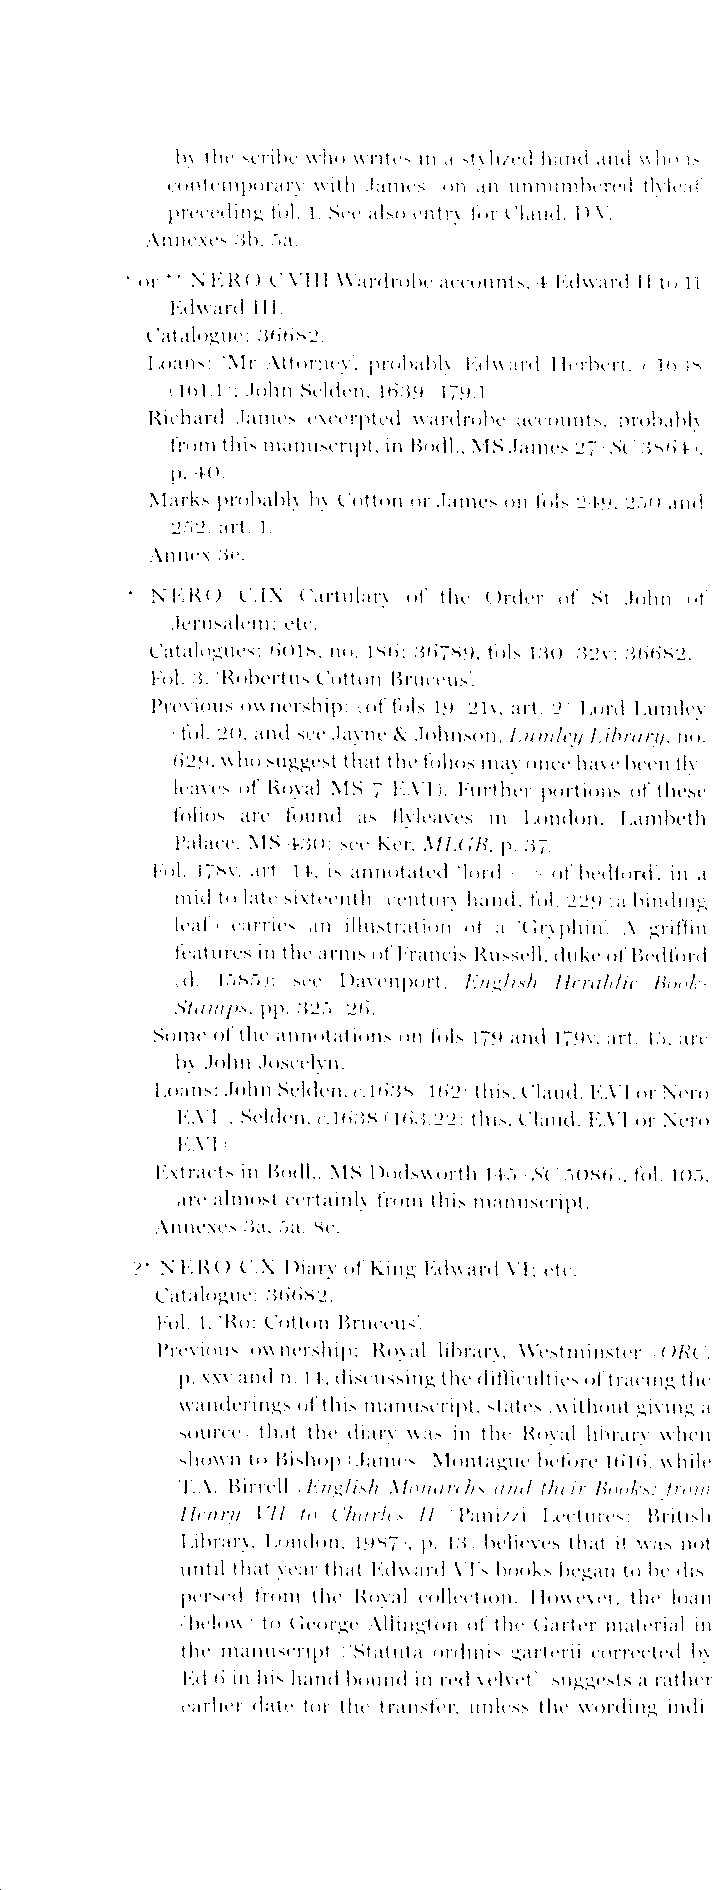 by the scribe who writes in a stylized hand and who is
contemporary with James) on an unnumbered flyleaf
preceding fol. 1. See also entry for Claud. D.V.
Annexes 3b, 5a.
* or ** NERO C.VIII Wardrobe accounts, 4 Edward II to 11
Edward III.
Catalogue: 36682.
Loans: 'Mr Attorney', probably Edward Herbert, c.1638
(161.1); John Selden, 1639 (179.1).
Richard James excerpted wardrobe accounts, probably
from this manuscript, in Bodl., MS James 27 (SC 3864),
p. 40.
Marks probably by Cotton or James on fols 249, 250 and
252, art. 1.
Annex 3e.
* NERO C.IX Cartulary of the Order of St John of
Jerusalem; etc.
Catalogues: 6018, no. 186; 36789, fols 130–32v; 36682.
Fol. 3, 'Robertus Cotton Bruceus'.
Previous ownership: (of fols 19–21v, art. 2) Lord Lumley
(fol. 20, and see Jayne & Johnson, Lumley Library, no.
629, who suggest that the folios may once have been fly-
leaves of Royal MS 7 E.VI). Further portions of these
folios are found as flyleaves in London, Lambeth
Palace, MS 430: see Ker, MLGB, p. 37.
Fol. 178v, art. 14, is annotated 'lord of bedford', in a
mid to late sixteenth-century hand, fol. 229 (a binding
leaf) carries an illustration of a 'Gryphin'. A griffin
features in the arms of Francis Russell, duke of Bedford
(d. 1585): see Davenport, English Heraldic Book-
Stamps, pp. 325–26.
Some of the annotations on fols 179 and 179v, art. 15, are
by John Joscelyn.
Loans: John Selden, c.1638 (162: this, Claud. E.VI or Nero
E.VI), Selden, c.1638 (163.22: this, Claud. E.VI or Nero
E.VI).
Extracts in Bodl., MS Dodsworth 145 (SC 5086), fol. 105,
are almost certainly from this manuscript.
Annexes 3a, 5a, 8c.
?* NERO C.X Diary of King Edward VI; etc.
Catalogue: 36682.
Fol. 1, 'Ro: Cotton Bruceus'.
Previous ownership: Royal library, Westminster (ORC,
p. xxv and n. 14, discussing the difficulties of tracing the
wanderings of this manuscript, states (without giving a
source) that the diary was in the Royal library when
shown to Bishop (James) Montague before 1616, while
T.A. Birrell (English Monarchs and their Books: from
Henry VII to Charles II (Panizzi Lectures; British
Library, London, 1987), p. 13) believes that it was not
until that year that Edward VI's books began to be dis-
persed from the Royal collection. However, the loan
(below) to George Allington of the Garter material in
the manuscript ('Statuta ordinis garterii corrected by
Ed 6 in his hand bound in red velvet') suggests a rather
earlier date for the transfer, unless the wording indi-